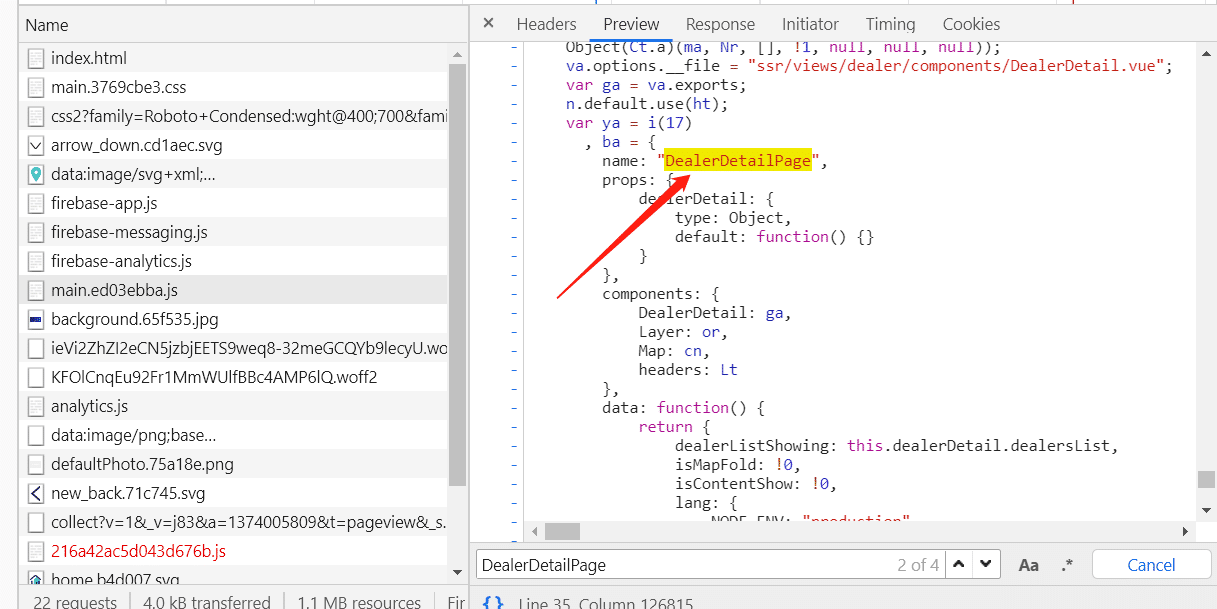 Name
× Headers Preview Response Initiator Timing Cookies
index.html
main.3769cbe3.css
css2?family=Roboto+Condensed:wght@400;700&fami
arrow_down.cd1aec.svg
data:image/svg+xml;...
firebase-app.js
firebase-messaging.js
firebase-analytics.js
main.ed03ebba.js
background.65f535.jpg
ieVi2ZhZI2eCN5jzbjEETS9weq8-32meGCQYb9lecyU.wo
KFOlCnqEu92Fr1MmWUlfBBc4AMP6lQ.woff2
analytics.js
data:image/png;base...
defaultPhoto.75a18e.png
new_back.71c745.svg
collect?v=1&_v=j83&a=1374005809&t=pageview&_s.
216a42ac5d043d676b.js
home.b4d007.svg
22 requests 4.0 kB transferred 1.1 MB resources Fir
Object(Ct.a)(ma, Nr, [], !1, null, null, null));
va.options.__file = "ssr/views/dealer/components/DealerDetail.vue";
var ga = va.exports;
n.default.use(ht);
var ya = i(17)
, ba = {
name: "DealerDetailPage",
props: {
dealerDetail: {
type: Object,
default: function() {}
}
},
components: {
DealerDetail: ga,
Layer: or,
Map: cn,
headers: Lt
},
data: function() {
return {
dealerListShowing: this.dealerDetail.dealersList,
isMapFold: !0,
isContentShow: !0,
lang: {
NODE_ENV: "production"
DealerDetailPage 2 of 4 Aa .* Cancel
{} Line 35, Column 126815